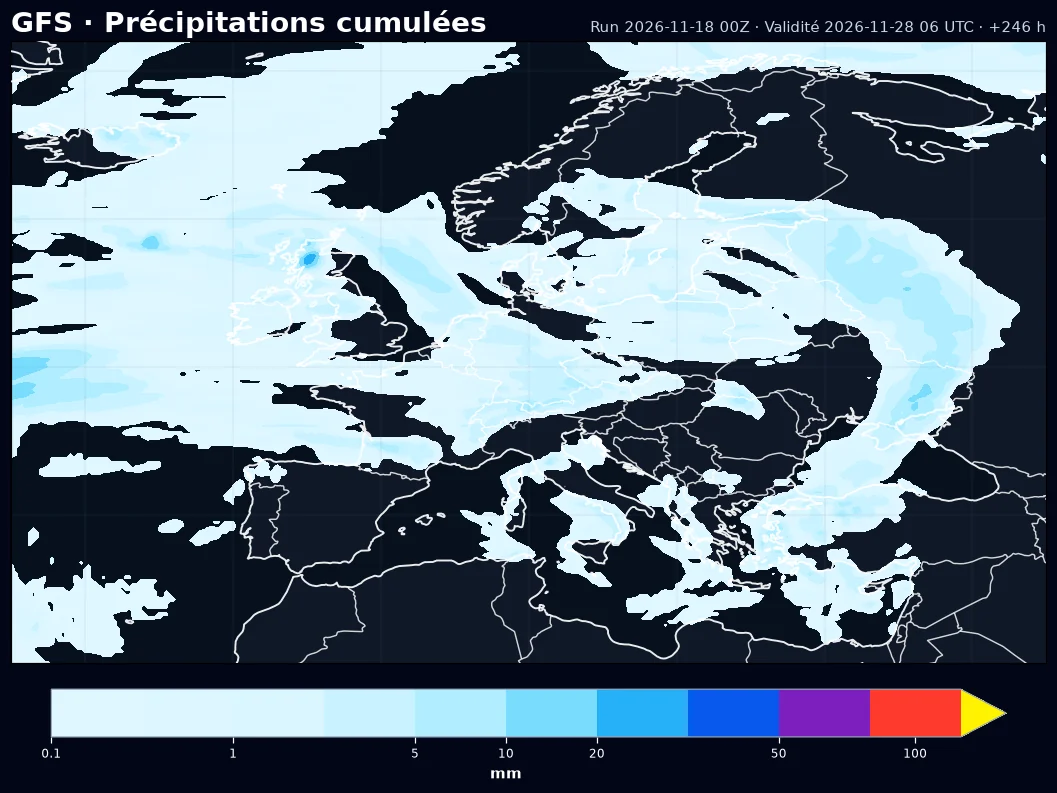 GFS · Précipitations cumulées
Run 2026-11-18 00Z · Validité 2026-11-28 06 UTC · +246 h
0.1 1 5 10 20 50 100
mm